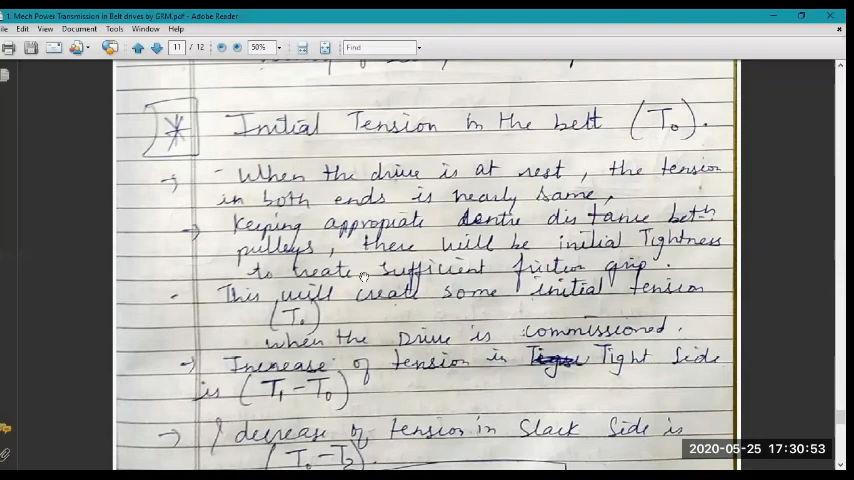 1. Mech Power Transmission in Belt drives by GRM.pdf - Adobe Reader
ile Edit View Document Tools Window Help
11 / 12 50% Find
* Initial Tension in the belt (T₀).
→ - When the drive is at rest, the tension
in both ends is nearly same,
→ Keeping appropiate centre distance betⁿ
pulleys, there will be initial Tightness
to create sufficient friction grip.
- This will create some initial tension
(T₀)
when the Drive is commissioned.
→ Increase of tension in Tight Side
is (T₁ - T₀)
→ decrease of tension in Slack Side is
(T₀ - T₂).
2020-05-25 17:30:53